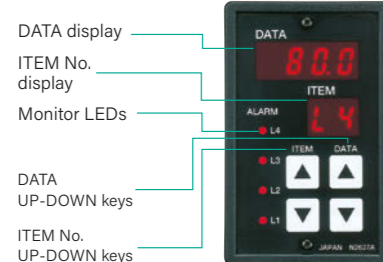 DATA display
DATA
80.0
ITEM No.
display
ITEM
L4
Monitor LEDs
ALARM
L4
ITEM DATA
L3
DATA
UP-DOWN keys
L2
L1
ITEM No.
UP-DOWN keys
JAPAN N2627A